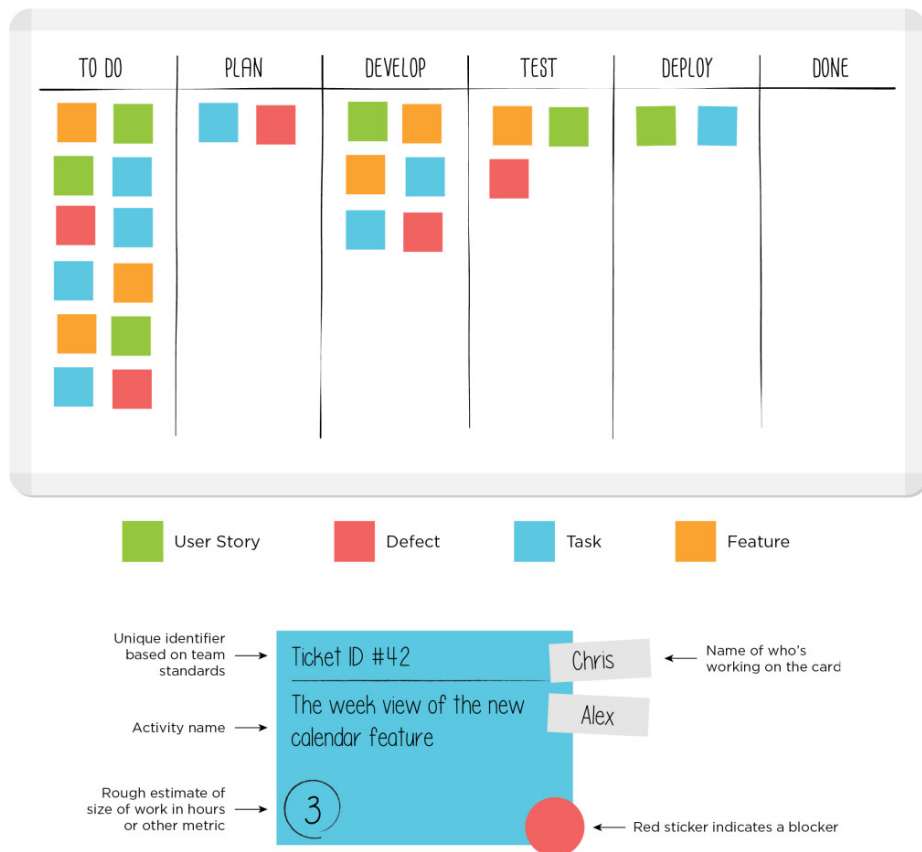 TO DO
PLAN
DEVELOP
TEST
DEPLOY
DONE
User Story
Defect
Task
Feature
Unique identifier
based on team
standards
Ticket ID #42
Chris
Name of who's
working on the card
Activity name
The week view of the new
calendar feature
Alex
Rough estimate of
size of work in hours
or other metric
3
Red sticker indicates a blocker